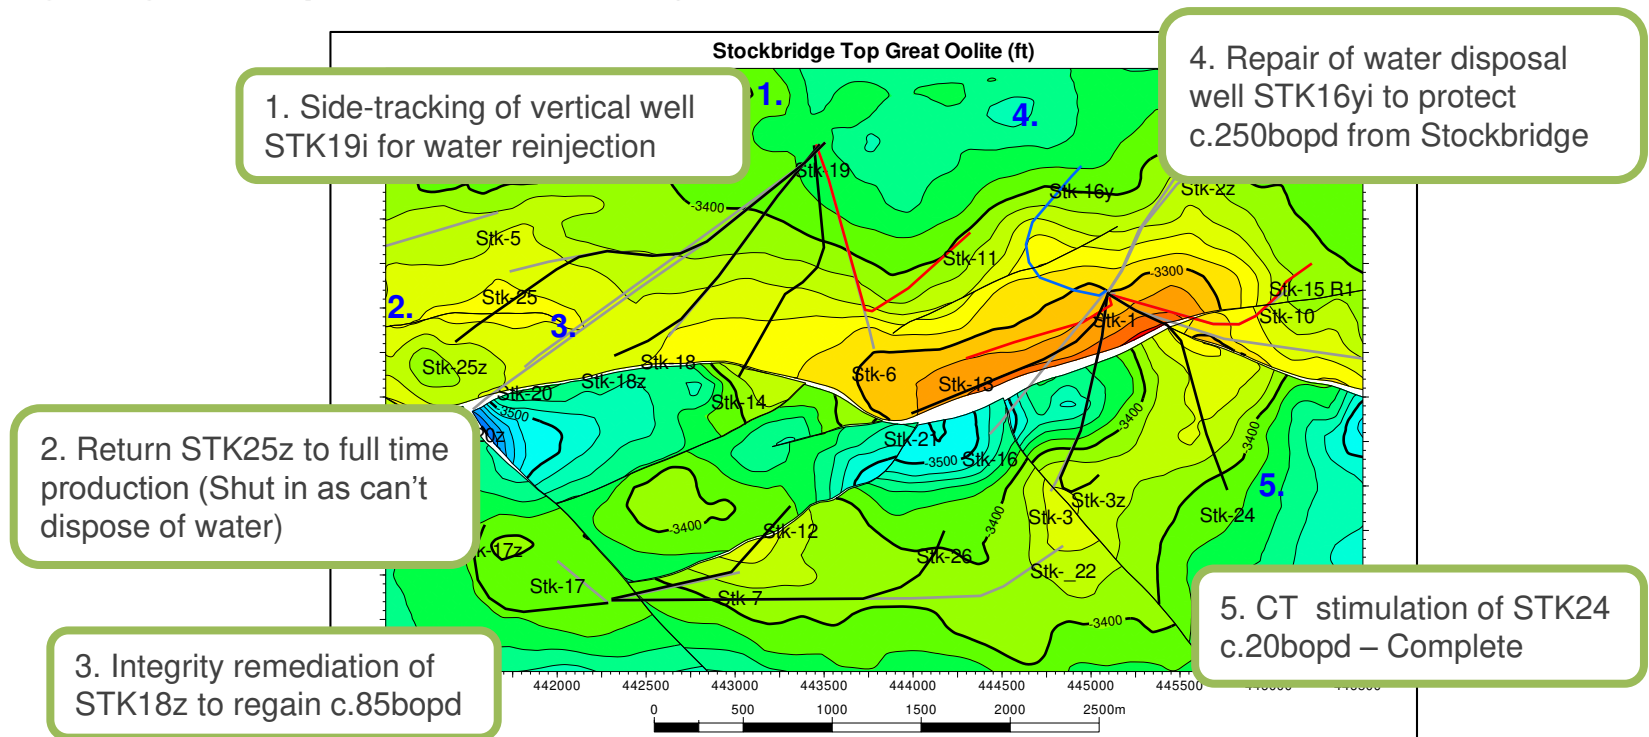 Stockbridge Top Great Oolite (ft)
1. Side-tracking of vertical well
STK19i for water reinjection
4. Repair of water disposal
well STK16yi to protect
c.250bopd from Stockbridge
1.
4.
Stk-19
Stk-16y
Stk-2z
-3400
Stk-5
Stk-11
-3300
Stk-25
Stk-15 R1
2.
3.
Stk-1
Stk-10
Stk-25z
Stk-18
Stk-6
Stk-18z
Stk-13
Stk-20
Stk-14
-3500
-3400
-3400
20z
Stk-21
-3500
Stk-16
2. Return STK25z to full time
production (Shut in as can't
dispose of water)
5.
Stk-3z
Stk-3
Stk-24
-3400
-3400
Stk-12
k-17z
Stk-26
Stk-_22
Stk-17
Stk-7
-3400
5. CT stimulation of STK24
c.20bopd – Complete
3. Integrity remediation of
STK18z to regain c.85bopd
442000 442500 443000 443500 444000 444500 445000 445500
0 500 1000 1500 2000 2500m